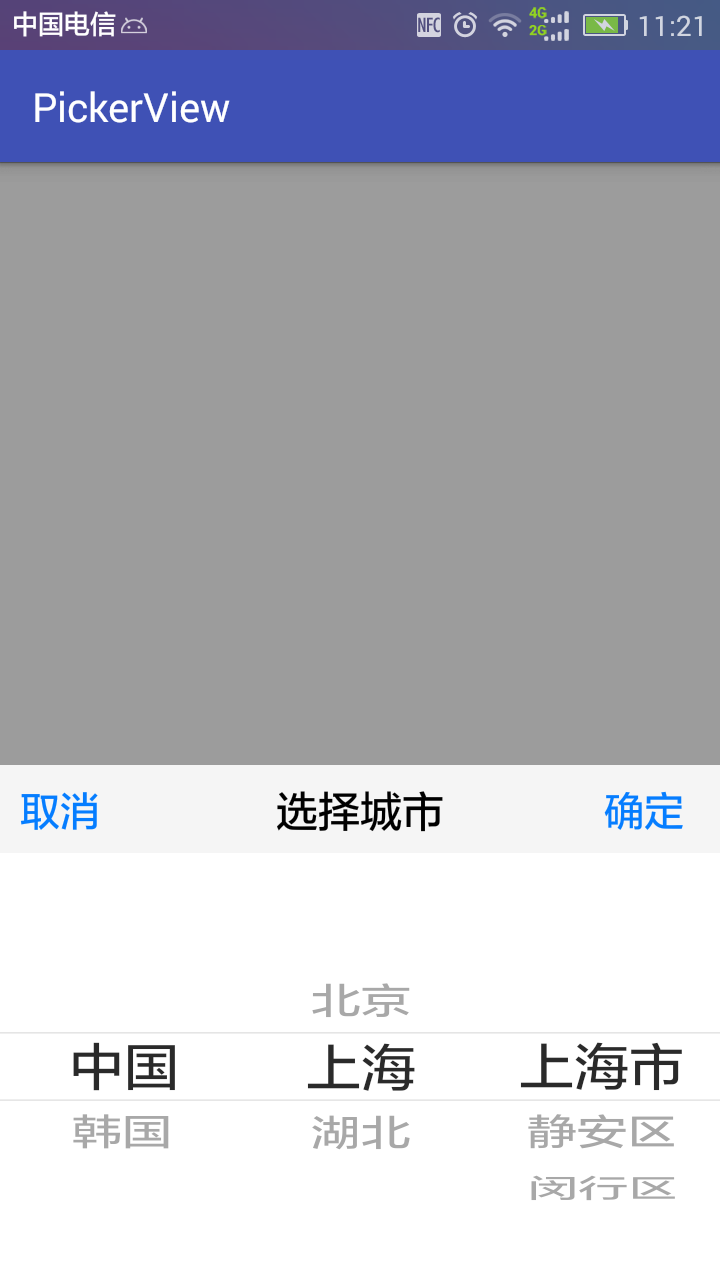 中国电信 NFC 4G 2G 11:21
PickerView
取消 选择城市 确定
北京
中国 上海 上海市
韩国 湖北 静安区
闵行区